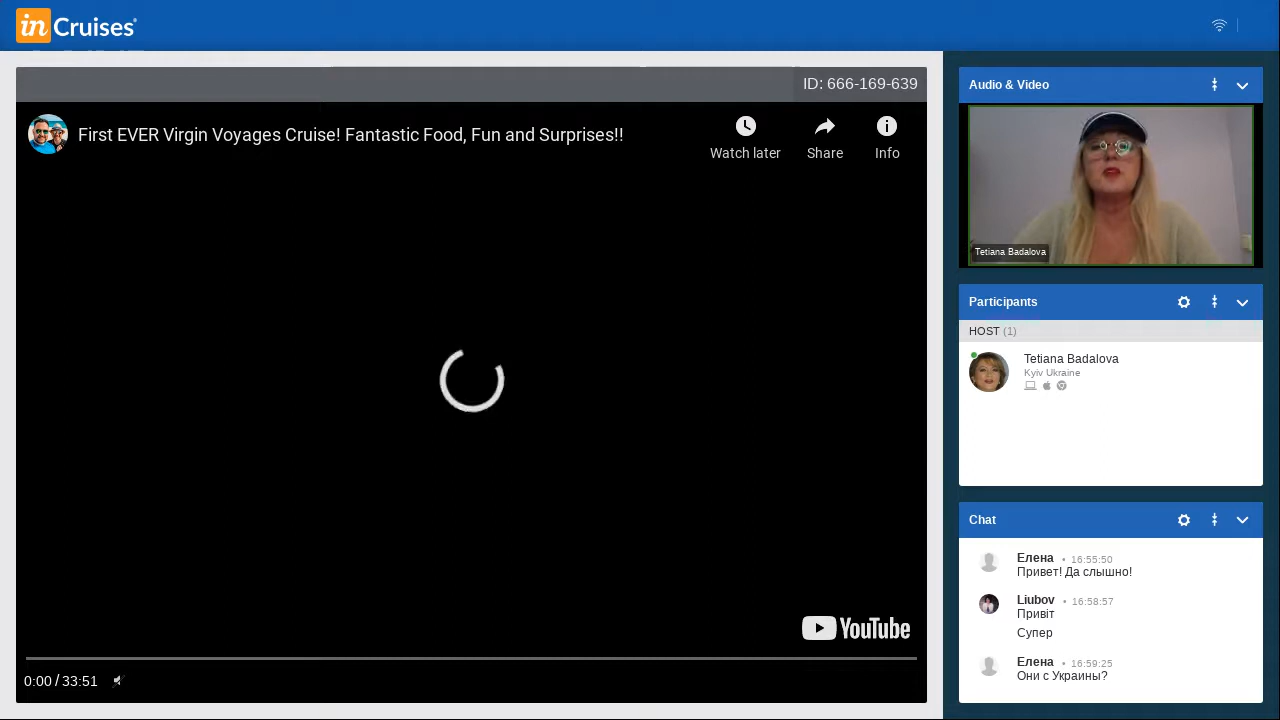 in Cruises
ID: 666-169-639
First EVER Virgin Voyages Cruise! Fantastic Food, Fun and Surprises!!
Watch later
Share
Info
YouTube
0:00 / 33:51
Audio & Video
Tetiana Badalova
Participants
HOST (1)
Tetiana Badalova
Kyiv Ukraine
Chat
Елена • 16:55:50
Привет! Да слышно!
Liubov • 16:58:57
Привіт
Супер
Елена • 16:59:25
Они с Украины?